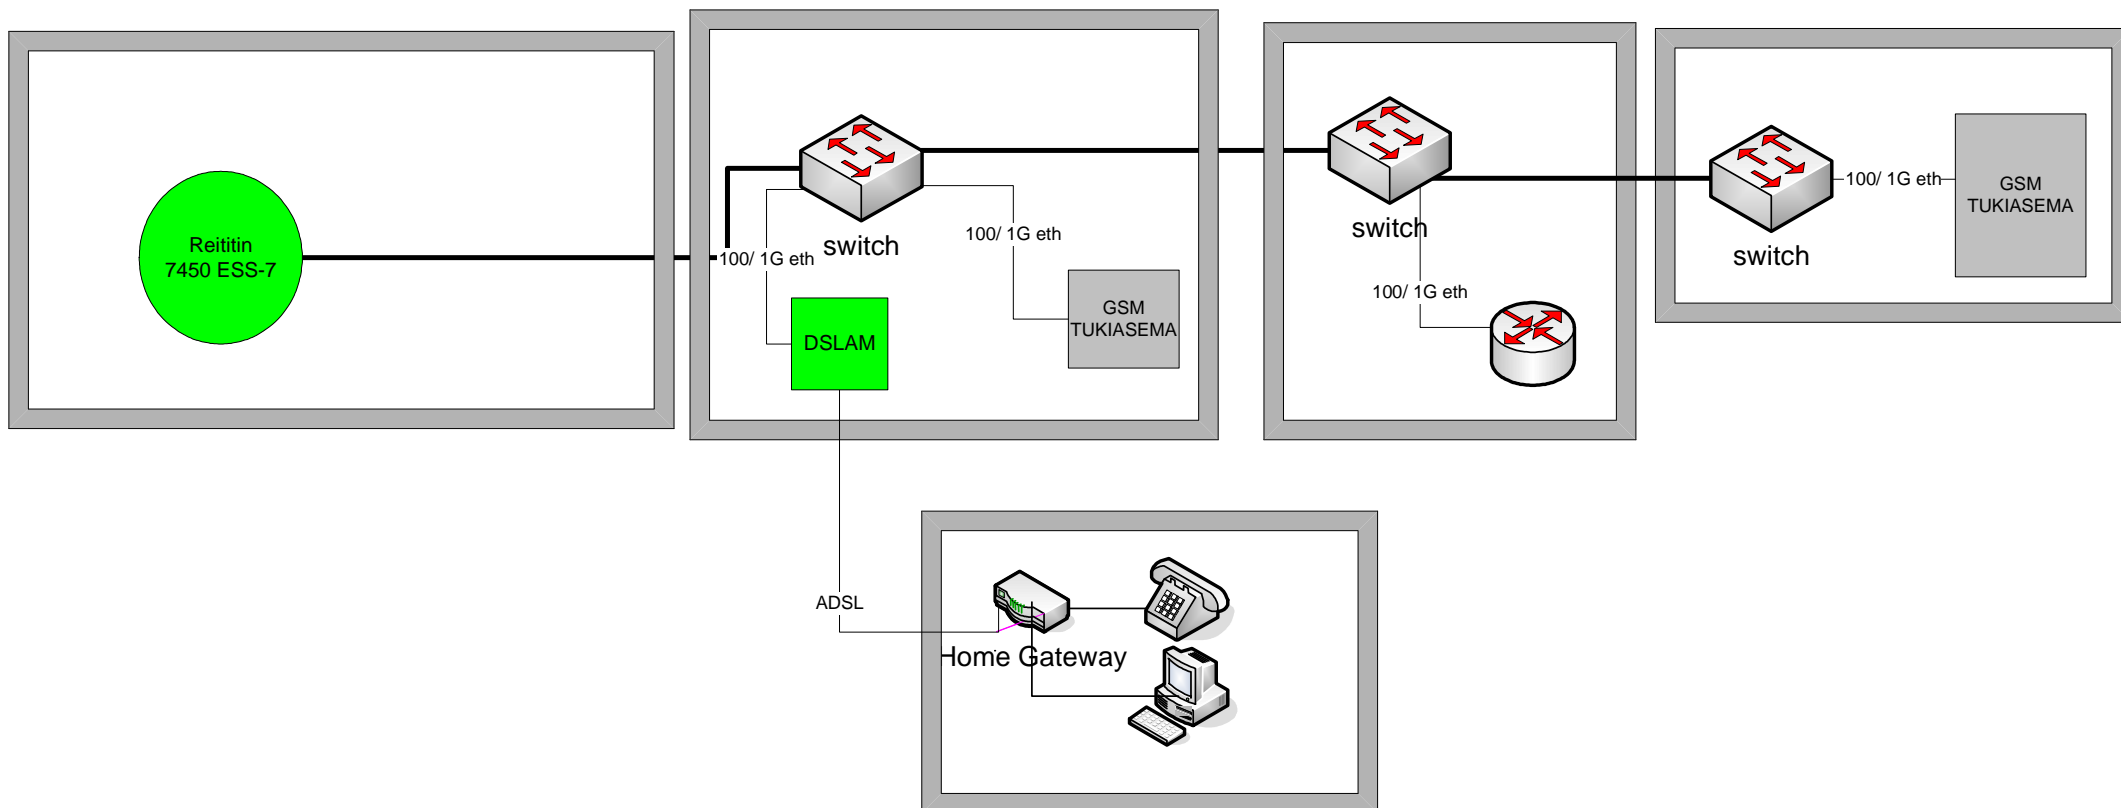 Reititin
7450 ESS-7
100/ 1G eth
switch
DSLAM
100/ 1G eth
GSM
TUKIASEMA
switch
100/ 1G eth
switch
100/ 1G eth
GSM
TUKIASEMA
ADSL
Home Gateway